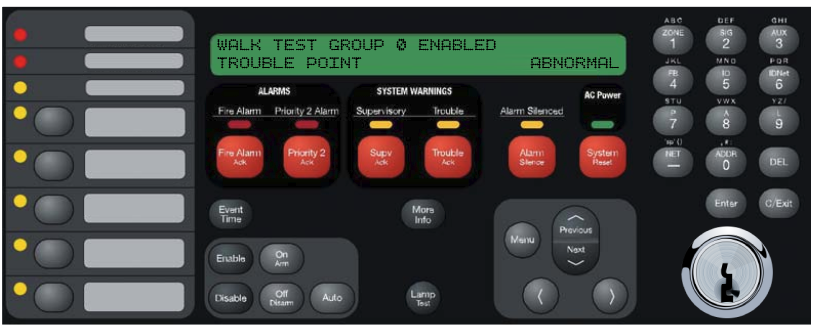 WALK TEST GROUP 0 ENABLED
TROUBLE POINT ABNORMAL
ALARMS
SYSTEM WARNINGS
AC Power
Fire Alarm
Priority 2 Alarm
Supervisory
Trouble
Alarm Silenced
Fire Alarm
Ack
Priority 2
Ack
Supv
Ack
Trouble
Ack
Alarm
Silence
System
Reset
Event
Time
More
Info
Enable
On
Arm
Disable
Off
Disarm
Auto
Lamp
Test
Menu
Previous
Next
ABC
DEF
GHI
ZONE
1
SIG
2
AUX
3
JKL
MNO
PQR
FB
4
IO
5
IDNet
6
STU
VWX
YZ/
P
7
A
8
L
9
NET
—
ADDR
0
DEL
Enter
C/Exit